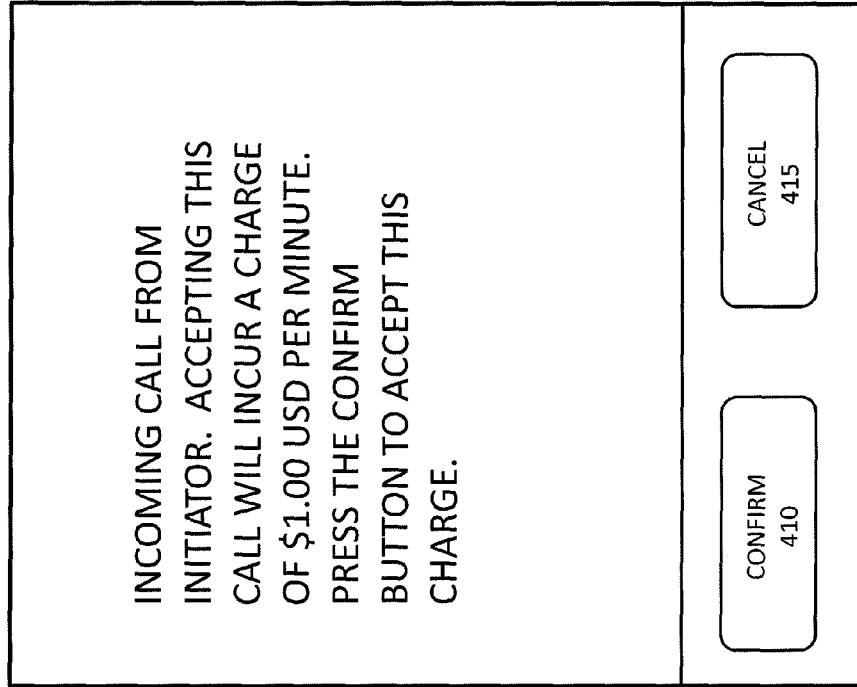 INCOMING CALL FROM
INITIATOR. ACCEPTING THIS
CALL WILL INCUR A CHARGE
OF $1.00 USD PER MINUTE.
PRESS THE CONFIRM
BUTTON TO ACCEPT THIS
CHARGE.
CONFIRM
410
CANCEL
415